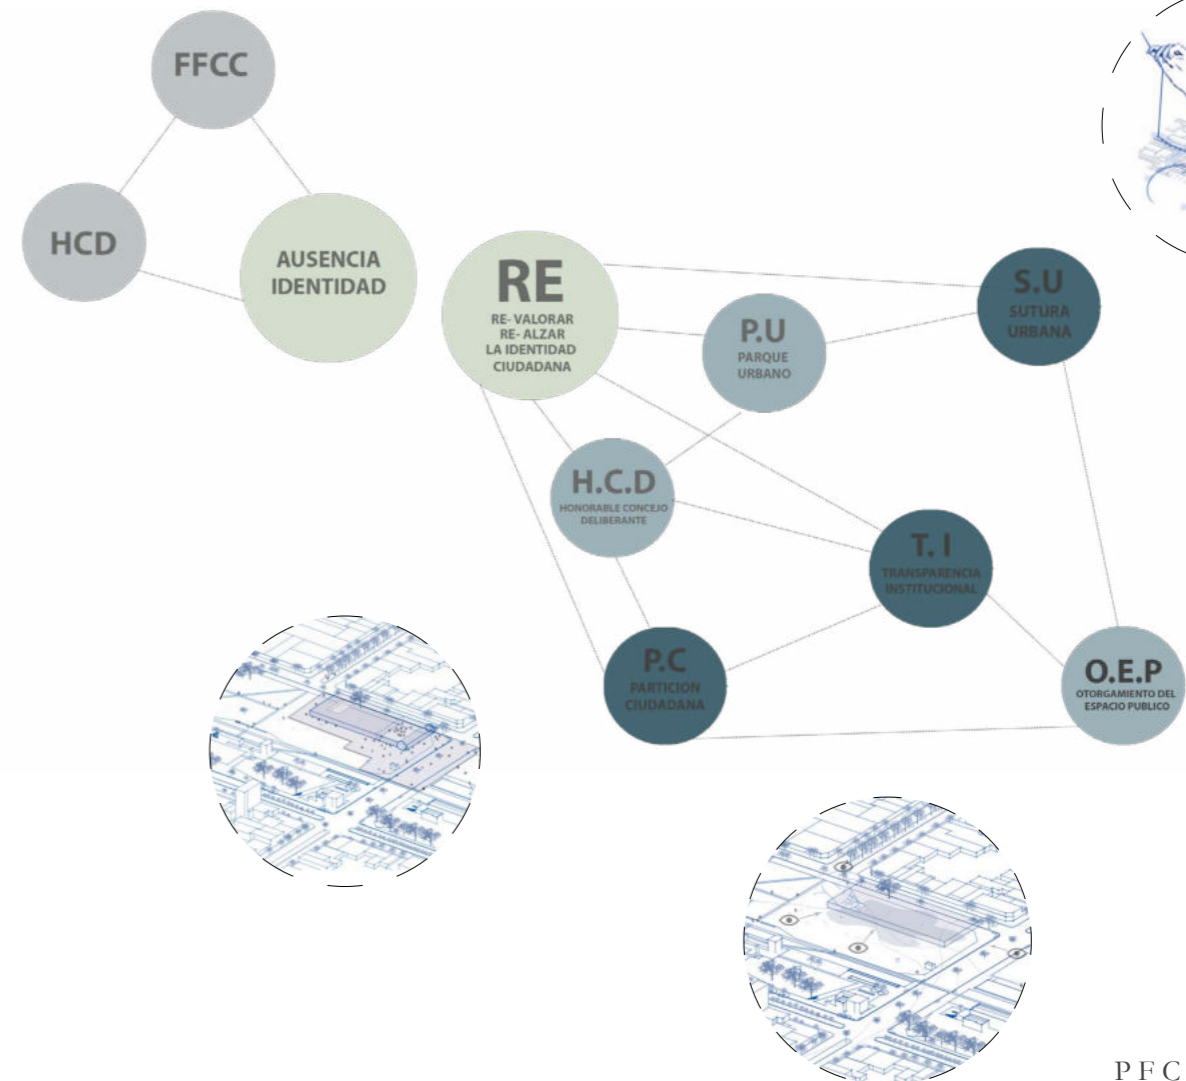 FFCC
HCD
AUSENCIA
IDENTIDAD
RE
RE- VALORAR
RE- ALZAR
LA IDENTIDAD
CIUDADANA
P.U
PARQUE
URBANO
S.U
SUTURA
URBANA
H.C.D
HONORABLE CONCEJO
DELIBERANTE
T. I
TRANSPARENCIA
INSTITUCIONAL
P.C
PARTICION
CIUDADANA
O.E.P
OTORGAMIENTO DEL
ESPACIO PUBLICO
PFC